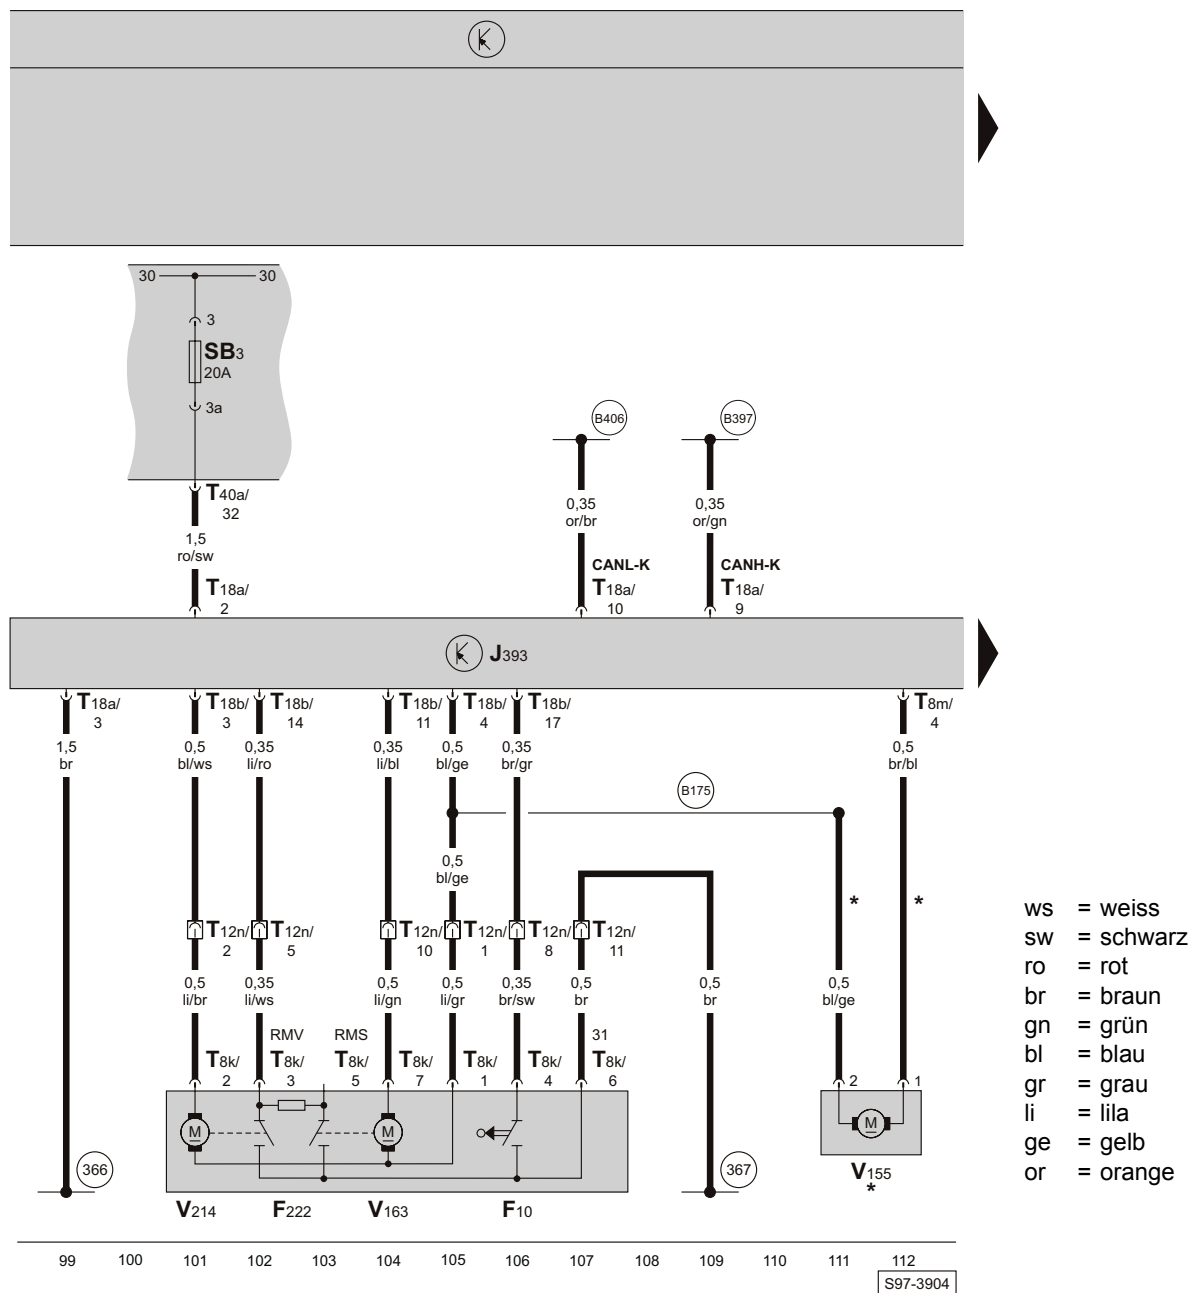 30 30
3
SB3
20A
3a
B406 B397
T40a/
32
0,35 0,35
or/br or/gn
1,5
ro/sw
CANL-K CANH-K
T18a/ T18a/ T18a/
2 10 9
J393
T18a/ T18b/ T18b/ T18b/ T18b/ T18b/ T8m/
3 3 14 11 4 17 4
1,5 0,5 0,35 0,35 0,5 0,35 0,5
br bl/ws li/ro li/bl bl/ge br/gr br/bl
B175
0,5
bl/ge
* *
T12n/ T12n/ T12n/ T12n/ T12n/ T12n/
2 5 10 1 8 11
0,5 0,35 0,5 0,5 0,35 0,5 0,5 0,5
li/br li/ws li/gn li/gr br/sw br br bl/ge
RMV RMS 31
T8k/ T8k/ T8k/ T8k/ T8k/ T8k/ T8k/
2 3 5 7 1 4 6 2 1
M M M
366 367
V155
*
V214 F222 V163 F10
99 100 101 102 103 104 105 106 107 108 109 110 111 112
S97-3904
ws = weiss
sw = schwarz
ro = rot
br = braun
gn = grün
bl = blau
gr = grau
li = lila
ge = gelb
or = orange